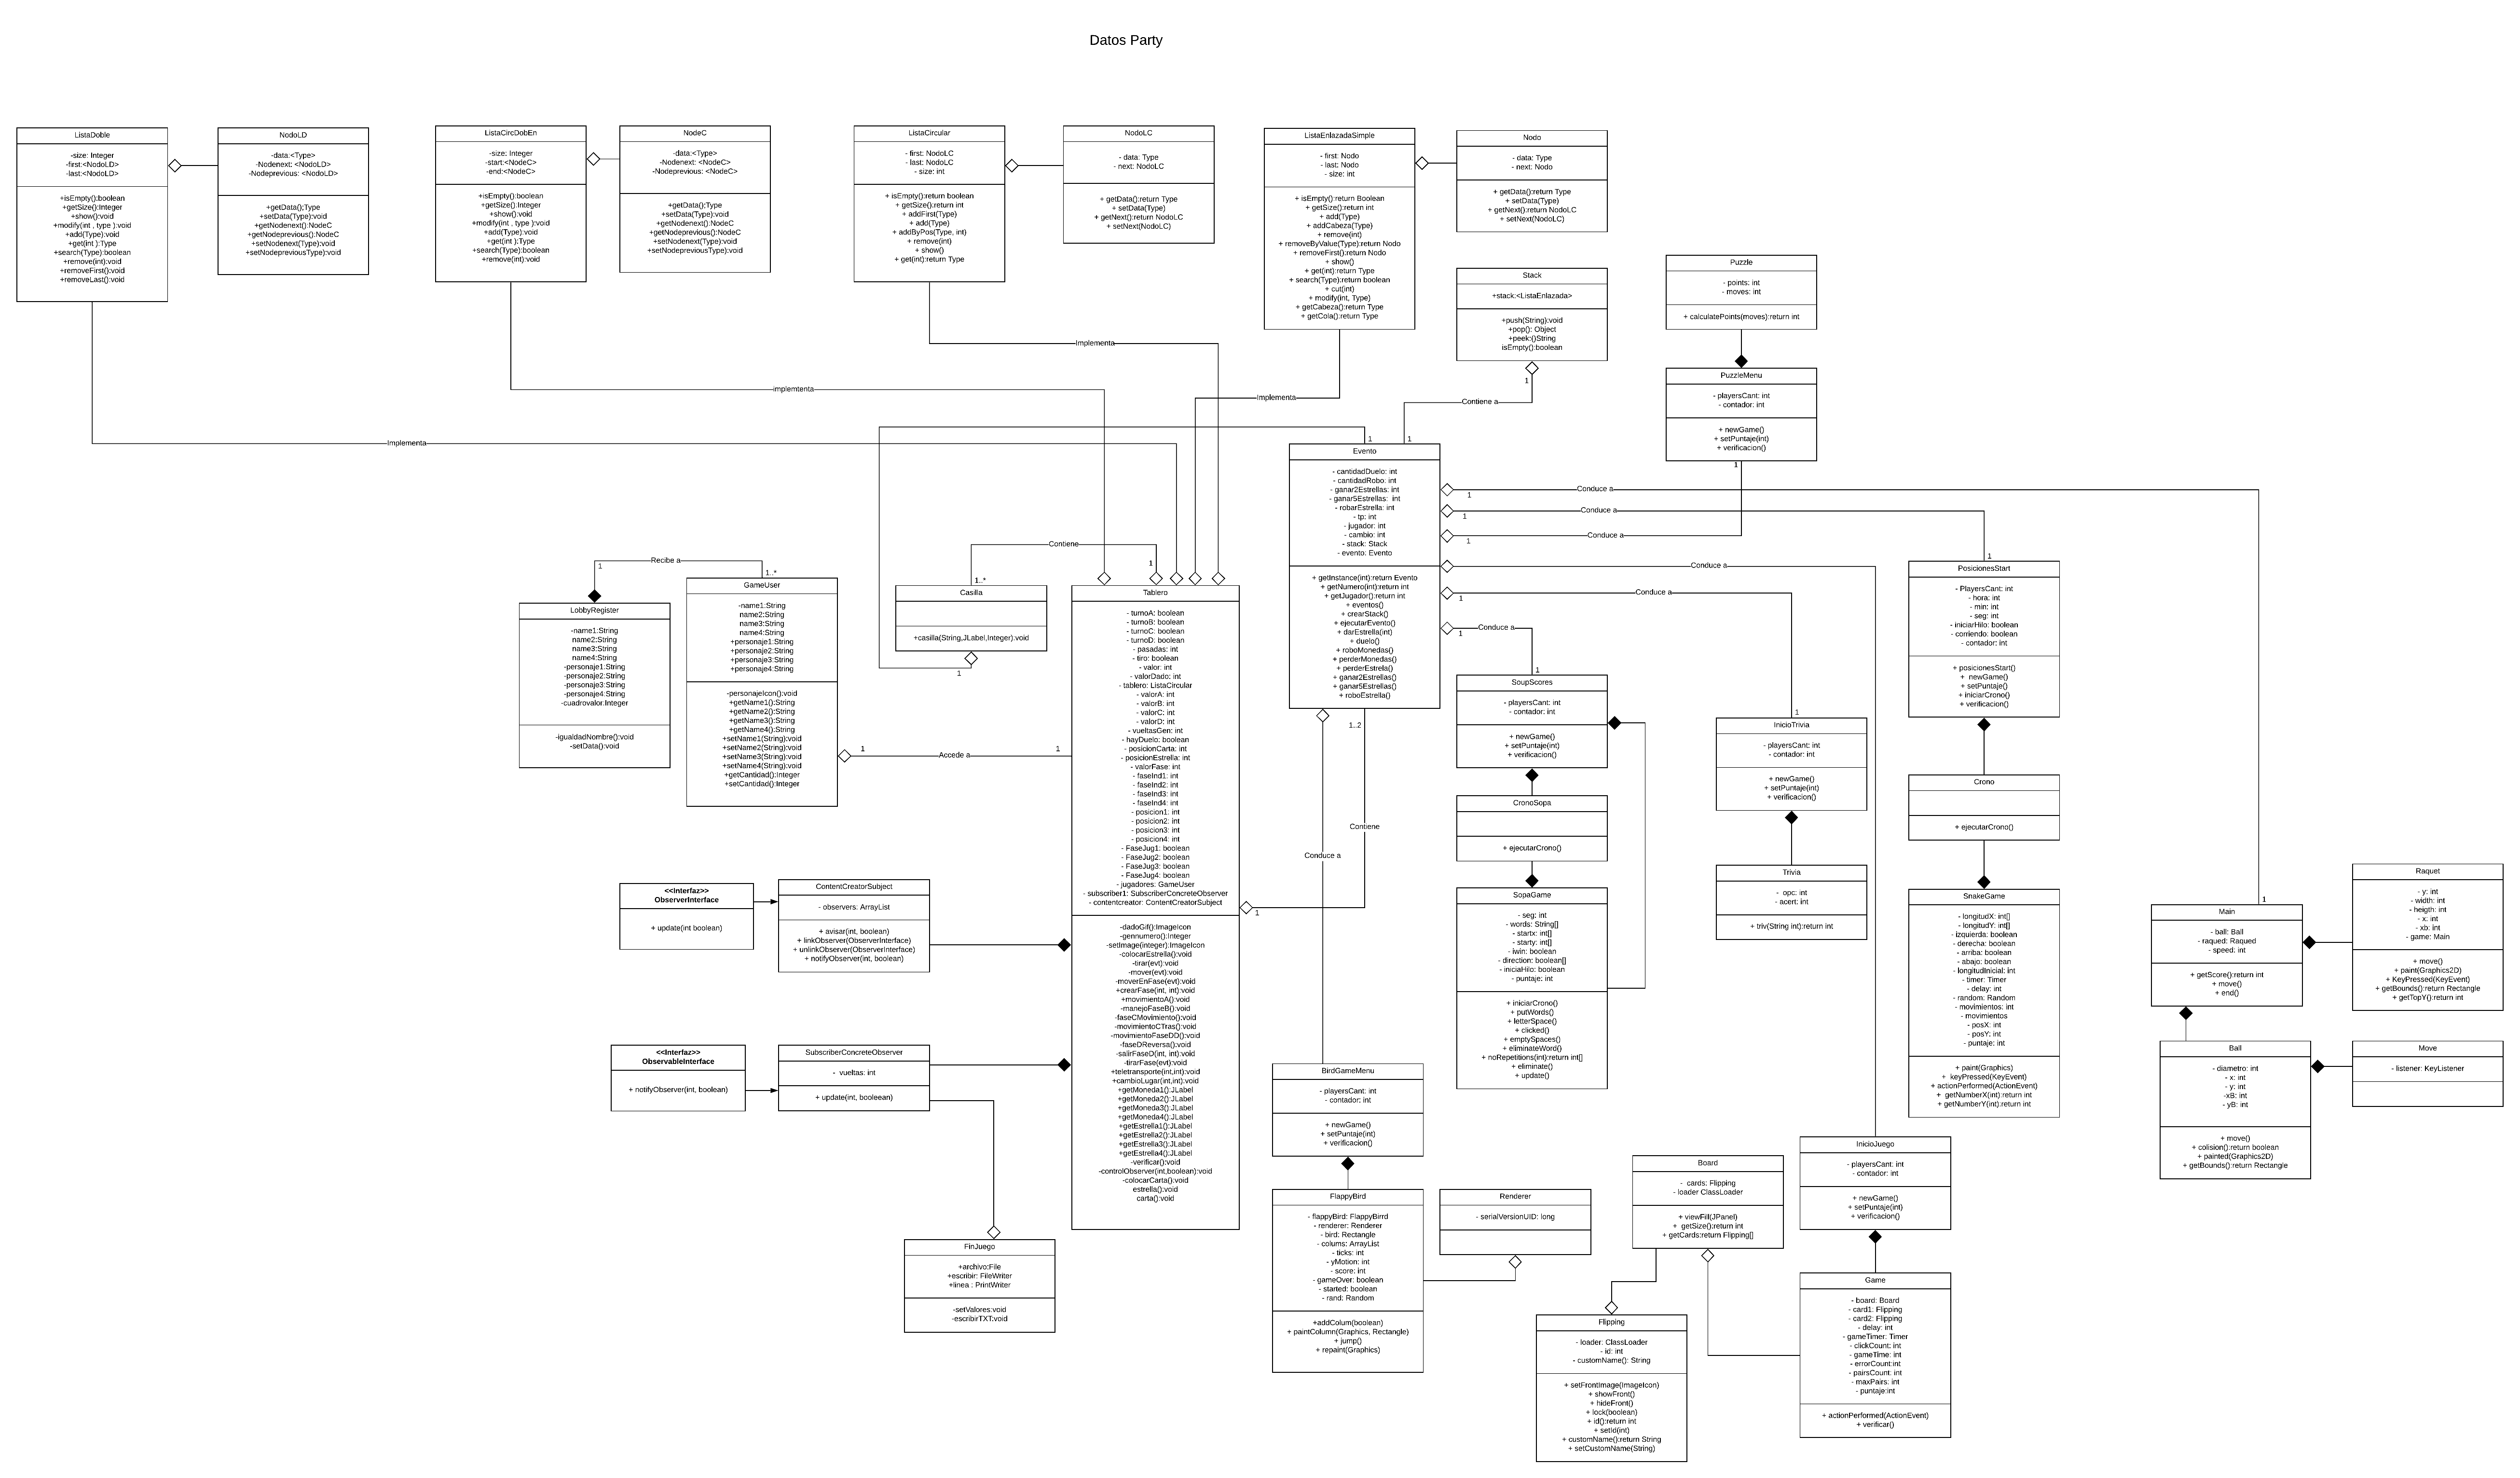 Datos Party
ListaDoble
-size: Integer
-first:<NodoLD>
-last:<NodoLD>
+isEmpty():boolean
+getSize():Integer
+show():void
+modify(int , type ):void
+add(Type):void
+get(int ):Type
+search(Type):boolean
+remove(int):void
+removeFirst():void
+removeLast():void
NodoLD
-data:<Type>
-Nodenext: <NodeLD>
-Nodeprevious: <NodeLD>
+getData();Type
+setData(Type):void
+getNodenext():NodeC
+getNodeprevious():NodeC
+setNodenext(Type):void
+setNodepreviousType):void
ListaCircDobEn
-size: Integer
-start:<NodeC>
-end:<NodeC>
+isEmpty():boolean
+getSize():Integer
+show():void
+modify(int , type ):void
+add(Type):void
+get(int ):Type
+search(Type):boolean
+remove(int):void
NodeC
-data:<Type>
-Nodenext: <NodeC>
-Nodeprevious: <NodeC>
+getData();Type
+setData(Type):void
+getNodenext():NodeC
+getNodeprevious():NodeC
+setNodenext(Type):void
+setNodepreviousType):void
ListaCircular
- first: NodoLC
- last: NodoLC
- size: int
+ isEmpty():return boolean
+ getSize():return int
+ addFirst(Type)
+ add(Type)
+ addByPos(Type, int)
+ remove(int)
+ show()
+ get(int):return Type
NodoLC
- data: Type
- next: NodoLC
+ getData():return Type
+ setData(Type)
+ getNext():return NodoLC
+ setNext(NodoLC)
ListaEnlazadaSimple
- first: Nodo
- last: Nodo
- size: int
+ isEmpty():return Boolean
+ getSize():return int
+ add(Type)
+ addCabeza(Type)
+ remove(int)
+ removeByValue(Type):return Nodo
+ removeFirst():return Nodo
+ show()
+ get(int):return Type
+ search(Type):return boolean
+ cut(int)
+ modify(int, Type)
+ getCabeza():return Type
+ getCola():return Type
Nodo
- data: Type
- next: Nodo
+ getData():return Type
+ setData(Type)
+ getNext():return NodoLC
+ setNext(NodoLC)
Stack
+stack:<ListaEnlazada>
+push(String):void
+pop(): Object
+peek:()String
isEmpty():boolean
Puzzle
- points: int
- moves: int
+ calculatePoints(moves):return int
PuzzleMenu
- playersCant: int
- contador: int
+ newGame()
+ setPuntaje(int)
+ verificacion()
1
Implementa
implemtenta
Implementa
Implementa
1
Contiene a
1
1
Evento
- cantidadDuelo: int
- cantidadRobo: int
- ganar2Estrellas: int
- ganar5Estrellas:  int
- robarEstrella: int
- tp: int
- jugador: int
- cambio: int
- stack: Stack
- evento: Evento
+ getInstance(int):return Evento
+ getNumero(int):return int
+ getJugador():return int
+ eventos()
+ crearStack()
+ ejecutarEvento()
+ darEstrella(int)
+ duelo()
+ roboMonedas()
+ perderMonedas()
+ perderEstrella()
+ ganar2Estrellas()
+ ganar5Estrellas()
+ roboEstrella()
Conduce a
1
Conduce a
1
Conduce a
1
Conduce a
Conduce a
1
Conduce a
1
Recibe a
1
1..*
LobbyRegister
-name1:String
name2:String
name3:String
name4:String
-personaje1:String
-personaje2:String
-personaje3:String
-personaje4:String
-cuadrovalor.Integer
-igualdadNombre():void
-setData():void
GameUser
-name1:String
name2:String
name3:String
name4:String
+personaje1:String
+personaje2:String
+personaje3:String
+personaje4:String
-personajeIcon():void
+getName1():String
+getName2():String
+getName3():String
+getName4():String
+setName1(String):void
+setName2(String):void
+setName3(String):void
+setName4(String):void
+getCantidad():Integer
+setCantidad():Integer
Contiene
1..*
1
Casilla
+casilla(String,JLabel,Integer).void
1
1
Accede a
1
Tablero
- turnoA: boolean
- turnoB: boolean
- turnoC: boolean
- turnoD: boolean
- pasadas: int
- tiro: boolean
- valor: int
- valorDado: int
- tablero: ListaCircular
- valorA: int
- valorB: int
- valorC: int
- valorD: int
- vueltasGen: int
- hayDuelo: boolean
- posicionCarta: int
- posicionEstrella: int
- valorFase: int
- faseInd1: int
- faseInd2: int
- faseInd3: int
- faseInd4: int
- posicion1: int
- posicion2: int
- posicion3: int
- posicion4: int
- FaseJug1: boolean
- FaseJug2: boolean
- FaseJug3: boolean
- FaseJug4: boolean
- jugadores: GameUser
- subscriber1: SubscriberConcreteObserver
- contentcreator: ContentCreatorSubject
-dadoGif():ImageIcon
-gennumero():Integer
-setImage(integer):ImageIcon
-colocarEstrella():void
-tirar(evt):void
-mover(evt):void
-moverEnFase(evt):void
+crearFase(int, int):void
+movimientoA():void
-manejoFaseB():void
-faseCMovimiento():void
-movimientoCTras():void
-movimientoFaseDD():void
-faseDReversa():void
-salirFaseD(int, int):void
-tirarFase(evt):void
+teletransporte(int,int):void
+cambioLugar(int,int):void
+getMoneda1():JLabel
+getMoneda2():JLabel
+getMoneda3():JLabel
+getMoneda4():JLabel
+getEstrella1():JLabel
+getEstrella2():JLabel
+getEstrella3():JLabel
+getEstrella4():JLabel
-verificar():void
-controlObserver(int,boolean):void
-colocarCarta():void
estrella():void
carta():void
1..2
Contiene
1
Conduce a
<<Interfaz>>
ObserverInterface
+ update(int boolean)
ContentCreatorSubject
- observers: ArrayList
+ avisar(int, boolean)
+ linkObserver(ObserverInterface)
+ unlinkObserver(ObserverInterface)
+ notifyObserver(int, boolean)
<<Interfaz>>
ObservableInterface
+ notifyObserver(int, boolean)
SubscriberConcreteObserver
-  vueltas: int
+ update(int, booleean)
FinJuego
+archivo:File
+escribir: FileWriter
+linea : PrintWriter
-setValores:void
-escribirTXT:void
1
SoupScores
- playersCant: int
- contador: int
+ newGame()
+ setPuntaje(int)
+ verificacion()
CronoSopa
+ ejecutarCrono()
SopaGame
- seg: int
- words: String[]
- startx: int[]
- starty: int[]
- iwin: boolean
- direction: boolean[]
- iniciaHilo: boolean
- puntaje: int
+ iniciarCrono()
+ putWords()
+ letterSpace()
+ clicked()
+ emptySpaces()
+ eliminateWord()
+ noRepetitions(int):return int[]
+ eliminate()
+ update()
1
InicioTrivia
- playersCant: int
- contador: int
+ newGame()
+ setPuntaje(int)
+ verificacion()
Trivia
-  opc: int
- acert: int
+ triv(String int):return int
1
PosicionesStart
- PlayersCant: int
- hora: int
- min: int
- seg: int
- iniciarHilo: boolean
- corriendo: boolean
- contador: int
+ posicionesStart()
+  newGame()
+ setPuntaje()
+ iniciarCrono()
+ verificacion()
Crono
+ ejecutarCrono()
SnakeGame
- longitudX: int[]
- longitudY: int[]
- izquierda: boolean
- derecha: boolean
- arriba: boolean
- abajo: boolean
- longitudInicial: int
- timer: Timer
- delay: int
- random: Random
- movimientos: int
- movimientos
- posX: int
- posY: int
- puntaje: int
+ paint(Graphics)
+  keyPressed(KeyEvent)
+ actionPerformed(ActionEvent)
+  getNumberX(int):return int
+ getNumberY(int):return int
1
Main
- ball: Ball
- raqued: Raqued
- speed: int
+ getScore():return int
+ move()
+ end()
Raquet
- y: int
- width: int
- heigth: int
- x: int
- xb: int
- game: Main
+ move()
+ paint(Graphics2D)
+ KeyPressed(KeyEvent)
+ getBounds():return Rectangle
+ getTopY():return int
Ball
- diametro: int
- x: int
- y: int
-xB: int
- yB: int
+ move()
+ colision():return boolean
+ painted(Graphics2D)
+ getBounds():return Rectangle
Move
- listener: KeyListener
BirdGameMenu
- playersCant: int
- contador: int
+ newGame()
+ setPuntaje(int)
+ verificacion()
FlappyBird
- flappyBird: FlappyBirrd
- renderer: Renderer
- bird: Rectangle
- colums: ArrayList
- ticks: int
- yMotion: int
- score: int
- gameOver: boolean
- started: boolean
- rand: Random
+addColum(boolean)
+ paintColumn(Graphics, Rectangle)
+ jump()
+ repaint(Graphics)
Renderer
- serialVersionUID: long
Board
-  cards: Flipping
- loader ClassLoader
+ viewFill(JPanel)
+  getSize():return int
+ getCards:return Flipping[]
Flipping
- loader: ClassLoader
- id: int
- customName(): String
+ setFrontImage(ImageIcon)
+ showFront()
+ hideFront()
+ lock(boolean)
+ id():return int
+ setId(int)
+ customName():return String
+ setCustomName(String)
InicioJuego
- playersCant: int
- contador: int
+ newGame()
+ setPuntaje(int)
+ verificacion()
Game
- board: Board
- card1: Flipping
- card2: Flipping
- delay: int
- gameTimer: Timer
- clickCount: int
- gameTime: int
- errorCount:int
- pairsCount: int
- maxPairs: int
- puntaje:int
+ actionPerformed(ActionEvent)
+ verificar()